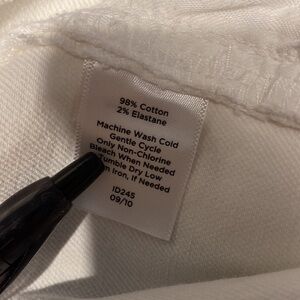 98% Cotton
2% Elastane
Machine Wash Cold
Gentle Cycle
Only Non-Chlorine
Bleach When Needed
Tumble Dry Low
Iron, If Needed
ID245
09/10